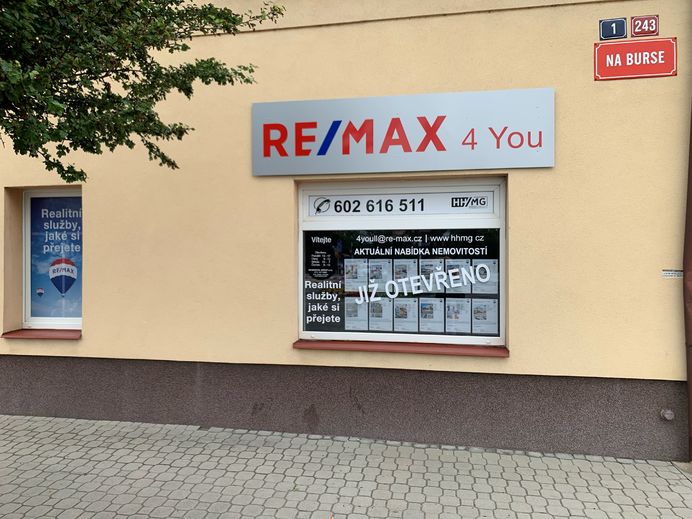 1 243
NA BURSE
RE/MAX 4 You
602 616 511 HH/MG
Realitní
služby,
jaké si
přejete
RE/MAX
Vítejte
4youII@re-max.cz | www hhmg cz
AKTUÁLNÍ NABÍDKA NEMOVITOSTÍ
JIŽ OTEVŘENO
Realitní
služby,
jaké si
přejete